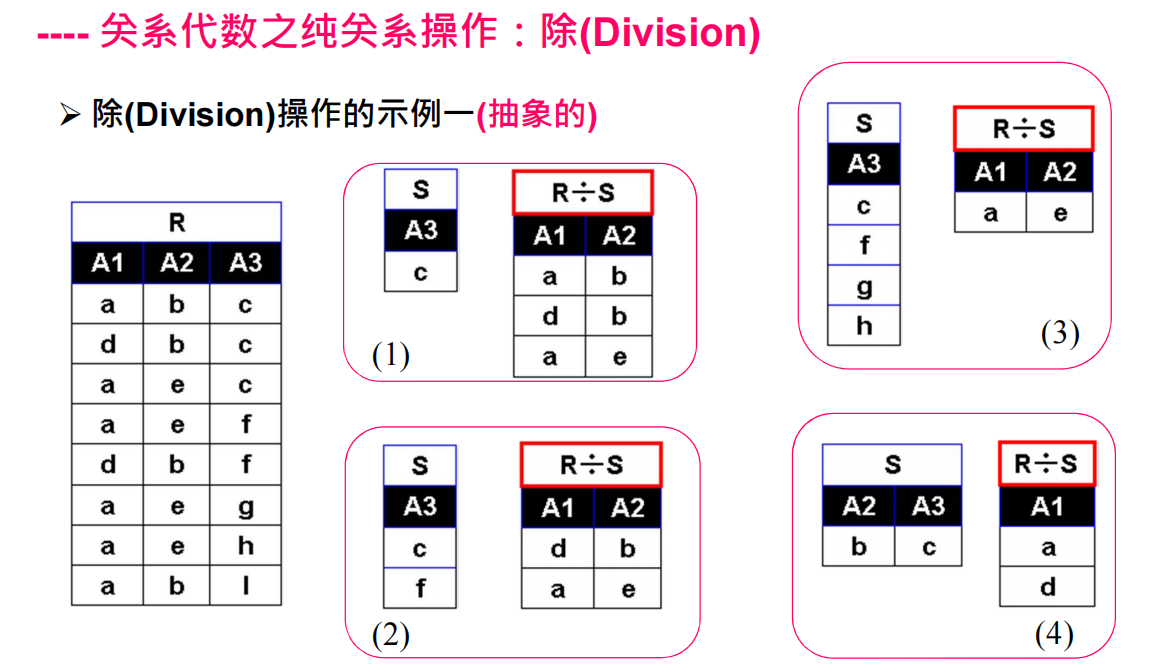 ---- 关系代数之纯关系操作：除(Division)
➢ 除(Division)操作的示例一(抽象的)
R
A1 A2 A3
a b c
d b c
a e c
a e f
d b f
a e g
a e h
a b l
S
A3
c
R÷S
A1 A2
a b
d b
a e
(1)
S
A3
c
f
R÷S
A1 A2
d b
a e
(2)
S
A3
c
f
g
h
R÷S
A1 A2
a e
(3)
S
A2 A3
b c
R÷S
A1
a
d
(4)